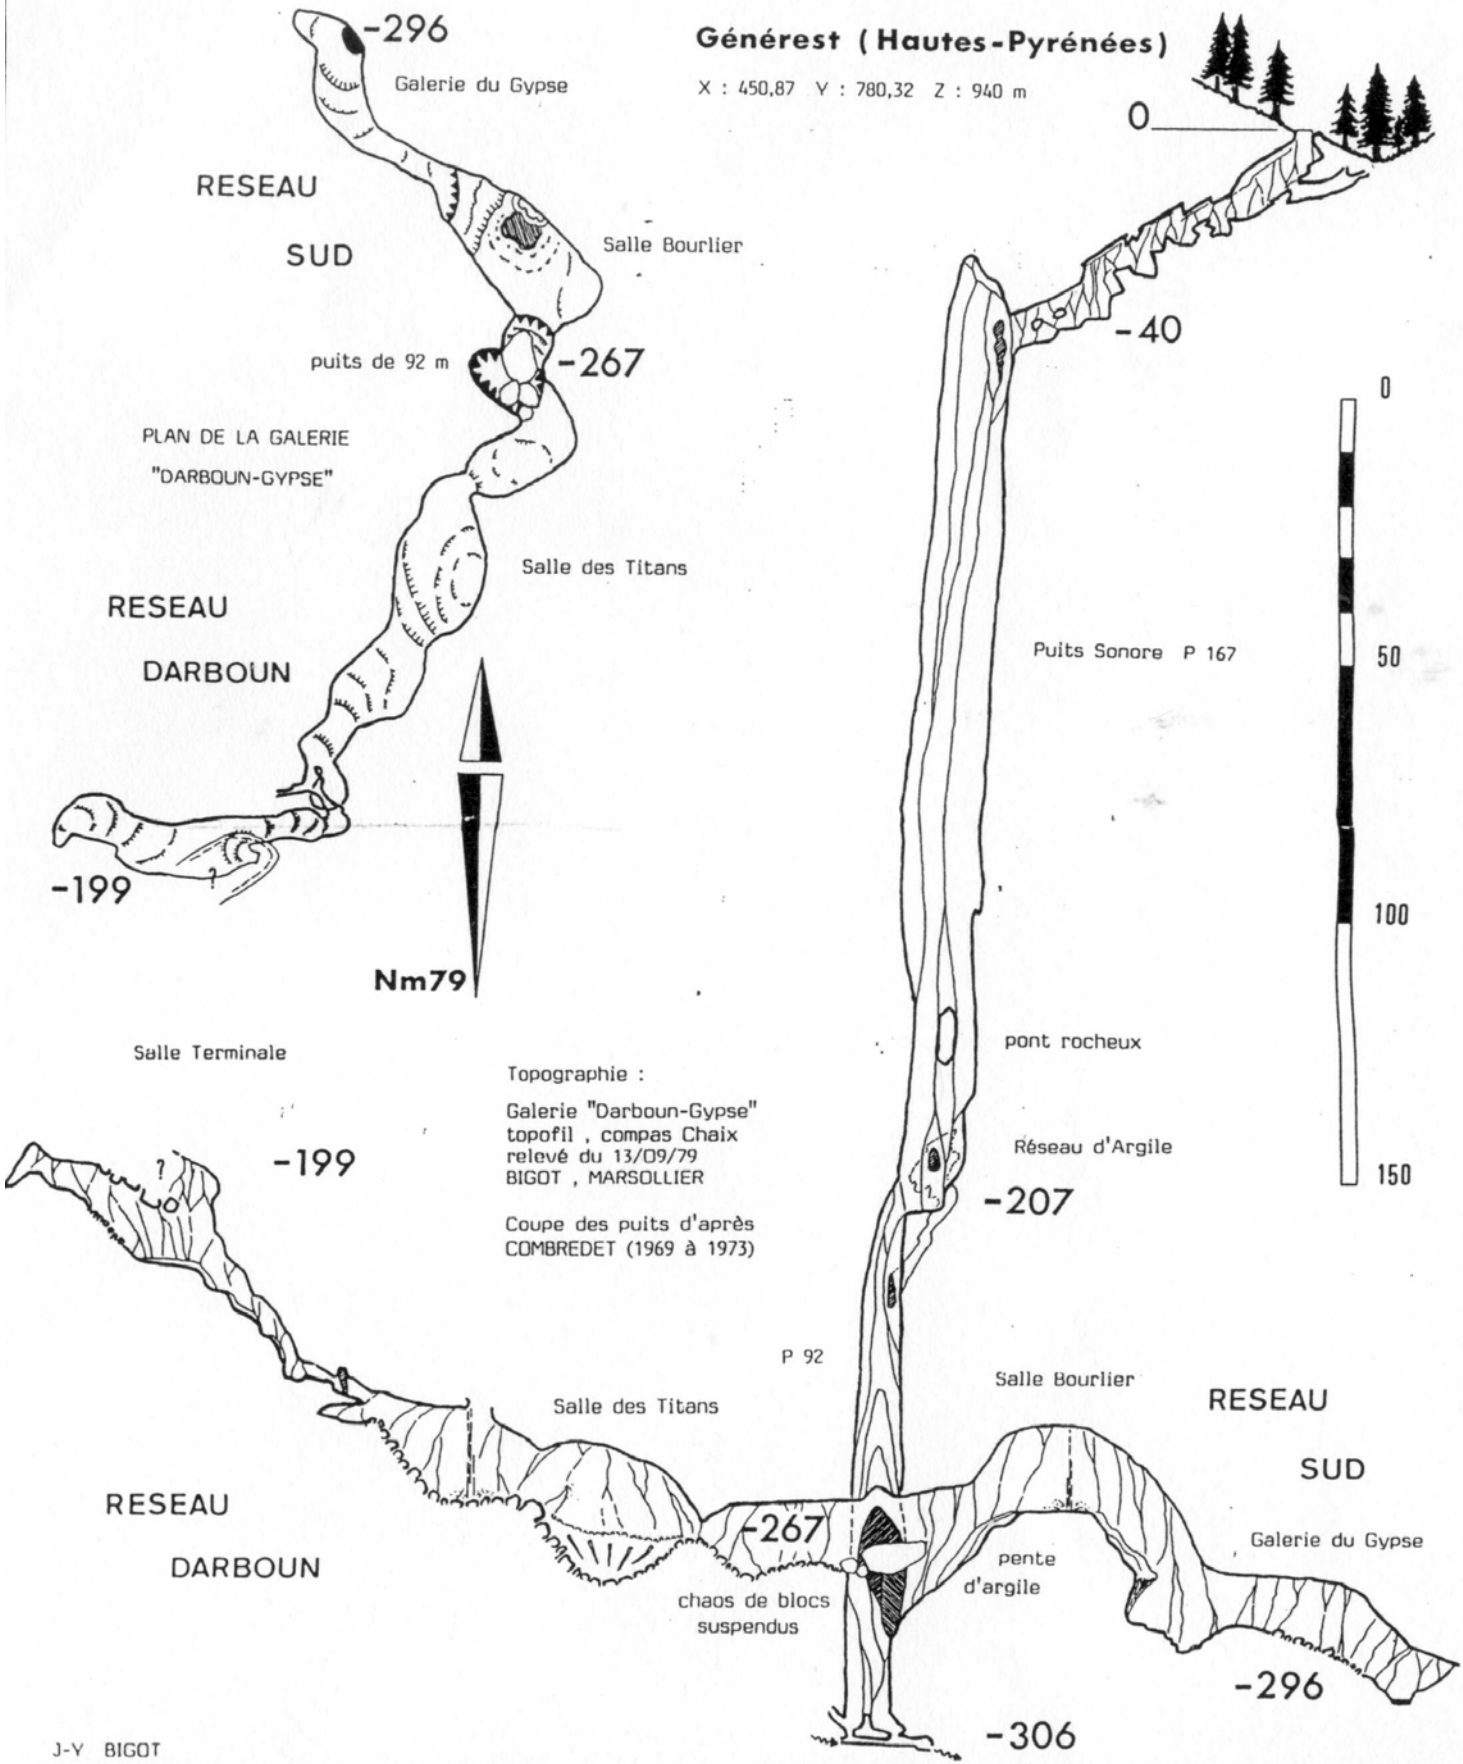 Générest (Hautes-Pyrénées)
X : 450,87 Y : 780,32 Z : 940 m
-296
Galerie du Gypse
RESEAU
SUD
Salle Bourlier
puits de 92 m
-267
PLAN DE LA GALERIE
"DARBOUN-GYPSE"
Salle des Titans
RESEAU
DARBOUN
?
-199
Nm79
0
-40
Puits Sonore P 167
0
50
100
150
pont rocheux
Réseau d'Argile
?
-207
Salle Terminale
?
-199
Topographie :
Galerie "Darboun-Gypse"
topofil , compas Chaix
relevé du 13/09/79
BIGOT , MARSOLLIER
Coupe des puits d'après
COMBREDET (1969 à 1973)
P 92
Salle des Titans
Salle Bourlier
RESEAU
SUD
RESEAU
DARBOUN
-267
chaos de blocs
suspendus
pente
d'argile
Galerie du Gypse
-296
-306
J-Y BIGOT